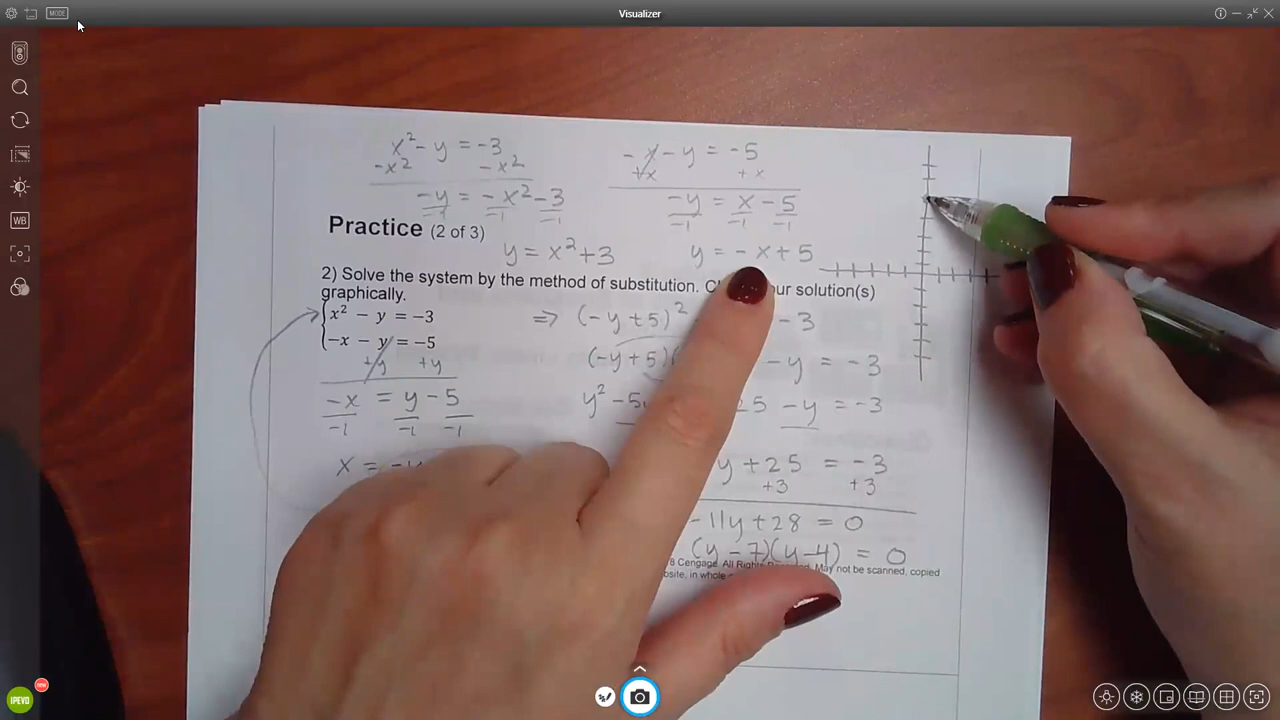 MODE
Visualizer
x² - y = -3
-x² -x²
-y = -x² - 3
-1 -1 -1
y = x² + 3
-x - y = -5
+x +x
-y = x - 5
-1 -1 -1
y = -x + 5
Practice (2 of 3)
2) Solve the system by the method of substitution. our solution(s)
graphically.
x² - y = -3
-x - y = -5
+y +y
-x = y - 5
-1 -1 -1
x =
⇒ (-y+5)² - 3
(-y+5) - y = -3
y² - 5 25 - y = -3
y + 25 = -3
+3 +3
-11y + 28 = 0
(y - 7)(y - 4) = 0
8 Cengage. All Rights May not be scanned, copied
in whole
IPEVO
new